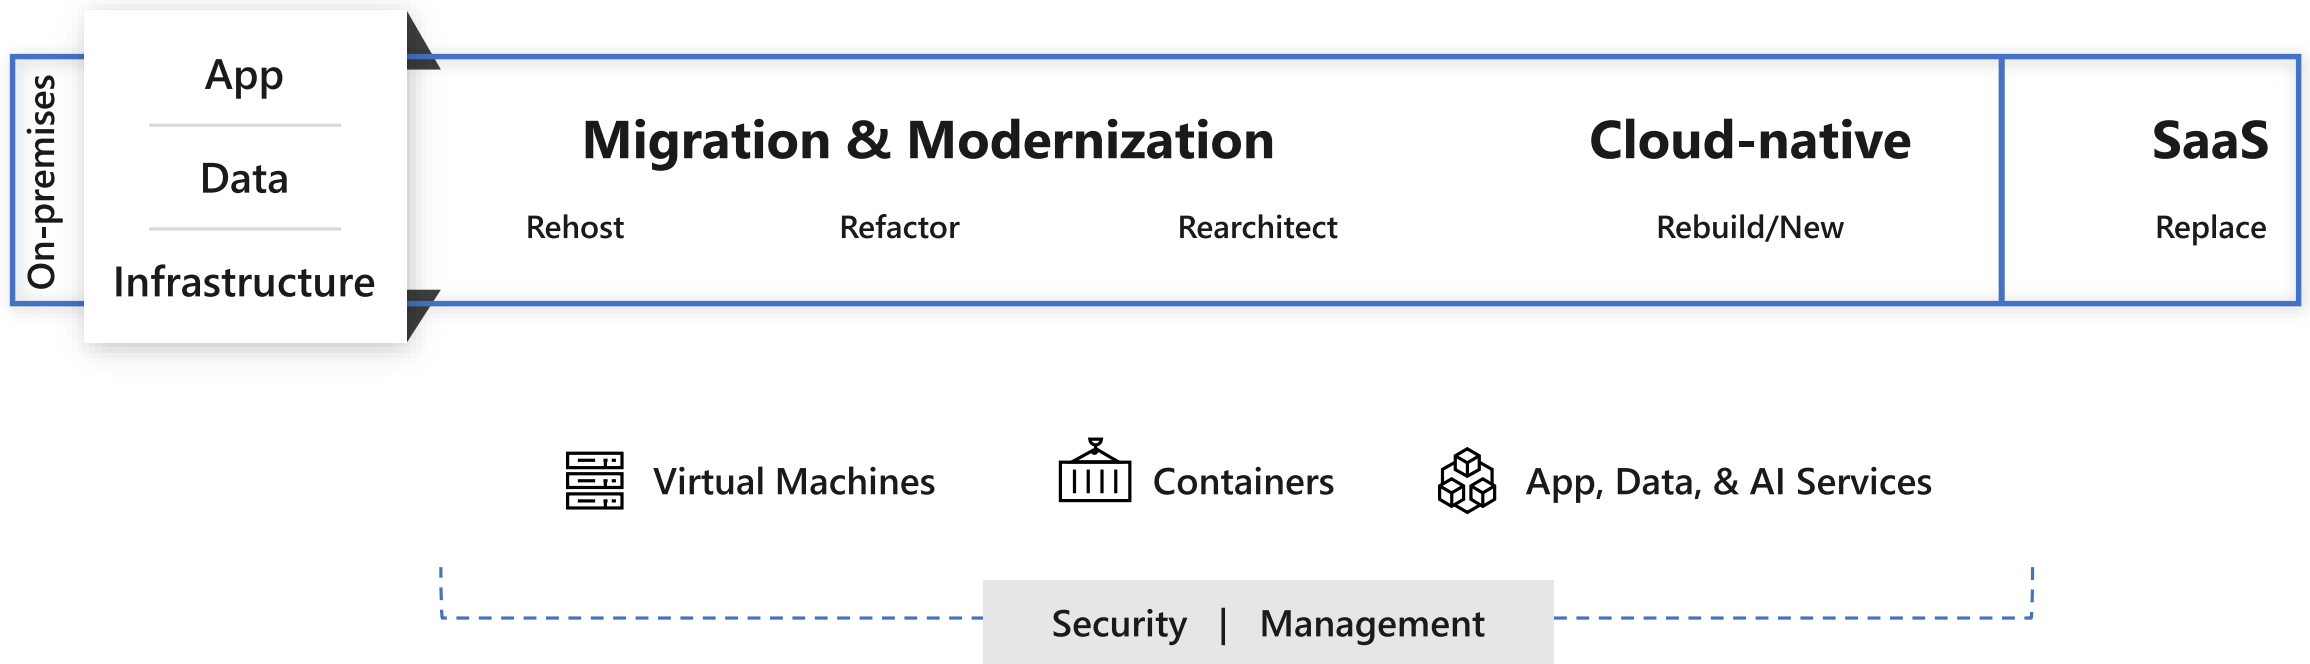 On-premises
App
Data
Infrastructure
Migration & Modernization
Rehost Refactor Rearchitect
Cloud-native
Rebuild/New
SaaS
Replace
Virtual Machines
Containers
App, Data, & AI Services
Security | Management